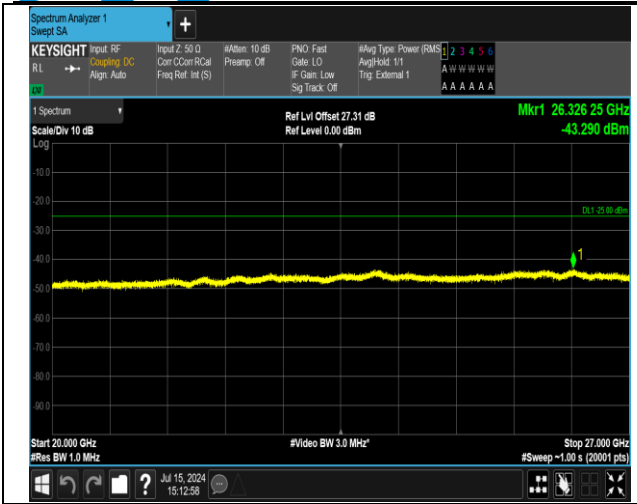 Spectrum Analyzer 1
Swept SA
+
KEYSIGHT Input: RF Input Z: 50 Ω #Atten: 10 dB PNO: Fast #Avg Type: Power (RMS 1 2 3 4 5 6
RL Coupling: DC Corr CCorr RCal Preamp: Off Gate: LO Avg|Hold: 1/1 A W W W W W
Align: Auto Freq Ref: Int (S) IF Gain: Low Trig: External 1
Sig Track: Off A A A A A A
LXI
1 Spectrum Ref Lvl Offset 27.31 dB Mkr1 26.326 25 GHz
Scale/Div 10 dB Ref Level 0.00 dBm -43.290 dBm
Log
-10.0
-20.0
DL1 -25.00 dBm
-30.0
-40.0
1
-50.0
-60.0
-70.0
-80.0
-90.0
Start 20.000 GHz #Video BW 3.0 MHz* Stop 27.000 GHz
#Res BW 1.0 MHz #Sweep ~1.00 s (20001 pts)
? Jul 15, 2024
15:12:58